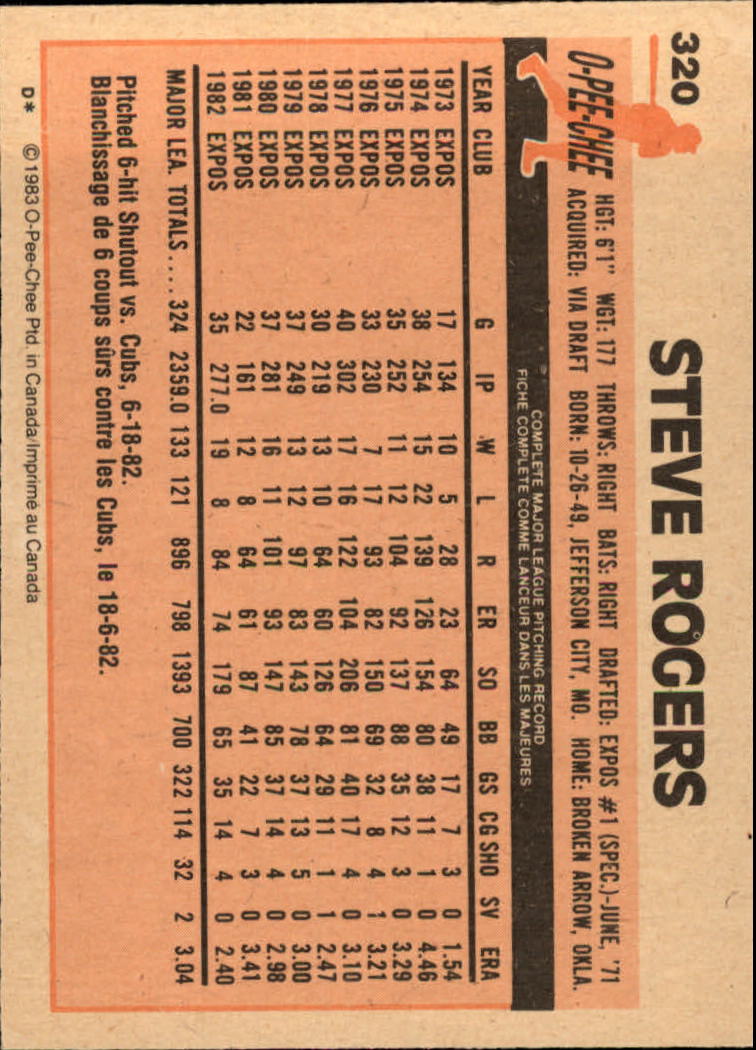 320
STEVE ROGERS
O-PEE-CHEE
HGT: 6'1" WGT: 177 THROWS: RIGHT BATS: RIGHT DRAFTED: EXPOS #1 (SPEC.)-JUNE, '71
ACQUIRED: VIA DRAFT BORN: 10-26-49, JEFFERSON CITY, MO. HOME: BROKEN ARROW, OKLA.
COMPLETE MAJOR LEAGUE PITCHING RECORD
FICHE COMPLETE COMME LANCEUR DANS LES MAJEURES
YEAR CLUB G IP W L R ER SO BB GS CG SHO SV ERA
1973 EXPOS 17 134 10 5 28 23 64 49 17 7 3 0 1.54
1974 EXPOS 38 254 15 22 139 126 154 80 38 11 1 0 4.46
1975 EXPOS 35 252 11 12 104 92 137 88 35 12 3 0 3.29
1976 EXPOS 33 230 7 17 93 82 150 69 32 8 4 1 3.21
1977 EXPOS 40 302 17 16 122 104 206 81 40 17 4 0 3.10
1978 EXPOS 30 219 13 10 64 60 126 64 29 11 1 1 2.47
1979 EXPOS 37 249 13 12 97 83 143 78 37 13 5 0 3.00
1980 EXPOS 37 281 16 11 101 93 147 85 37 14 4 0 2.98
1981 EXPOS 22 161 12 8 64 61 87 41 22 7 3 0 3.41
1982 EXPOS 35 277.0 19 8 84 74 179 65 35 14 4 0 2.40
MAJOR LEA. TOTALS.... 324 2359.0 133 121 896 798 1393 700 322 114 32 2 3.04
Pitched 6-hit Shutout vs. Cubs, 6-18-82.
Blanchissage de 6 coups sûrs contre les Cubs, le 18-6-82.
D* © 1983 O-Pee-Chee Ptd. in Canada/Imprimé au Canada